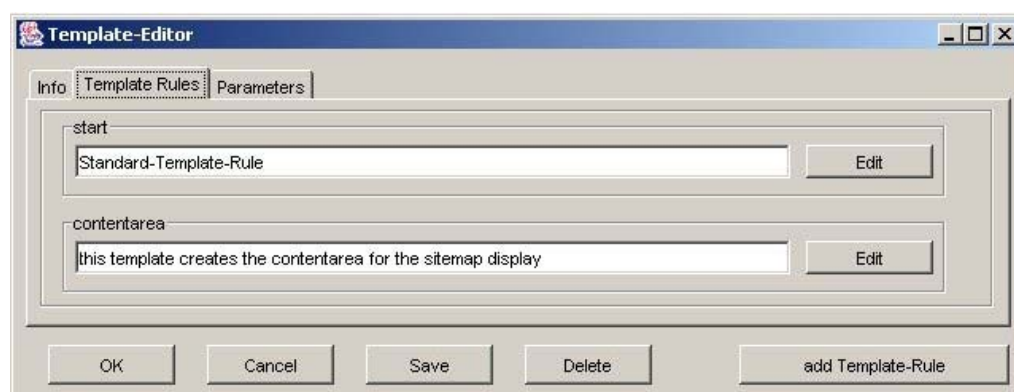 Template-Editor
Info Template Rules Parameters
start
Standard-Template-Rule Edit
contentarea
this template creates the contentarea for the sitemap display Edit
OK Cancel Save Delete add Template-Rule